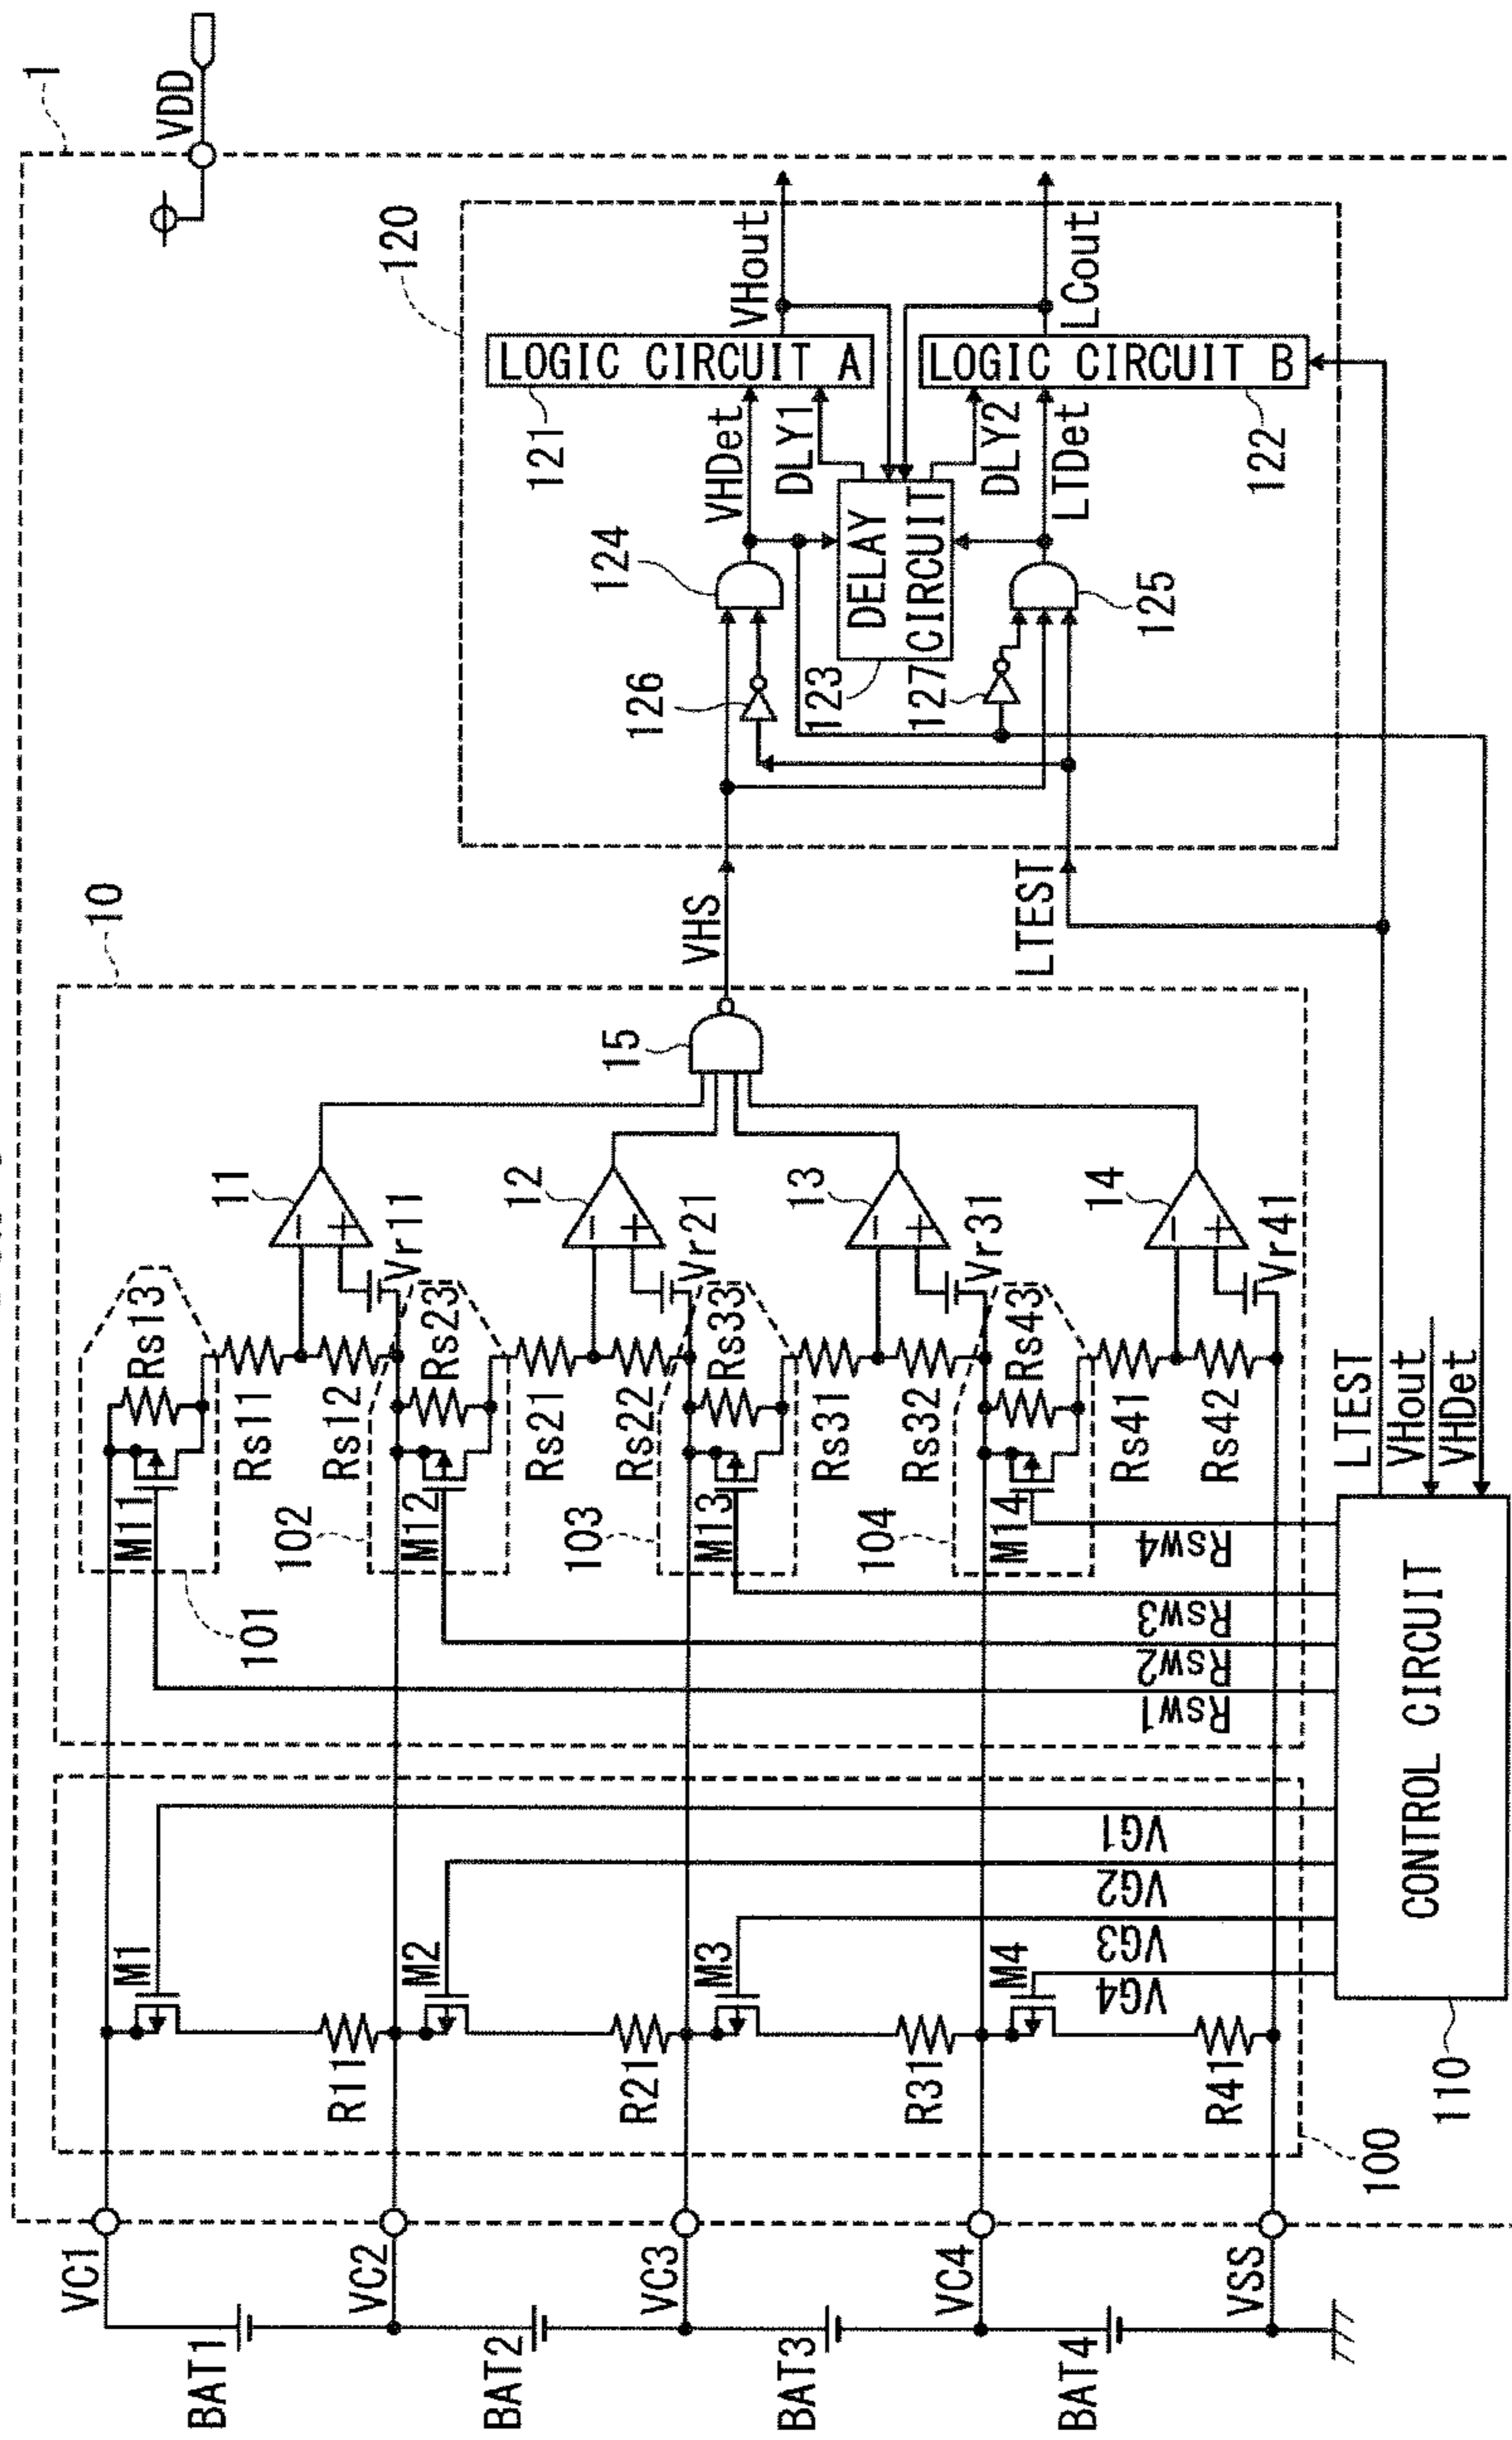 1
VDD
120
LOGIC CIRCUIT A
VHout
121
VHDet
DLY1
124
126
DELAY CIRCUIT
123
127
125
DLY2
LTDet
LOGIC CIRCUIT B
LCout
122
10
VHS
LTEST
15
11
12
13
14
Vr11
Vr21
Vr31
Vr41
Rs13
Rs11
Rs12
Rs23
Rs21
Rs22
Rs33
Rs31
Rs32
Rs43
Rs41
Rs42
M11
M12
M13
M14
101
102
103
104
Rsw1
Rsw2
Rsw3
Rsw4
LTEST
VHout
VHDet
CONTROL CIRCUIT
110
M1
M2
M3
M4
R11
R21
R31
R41
VG1
VG2
VG3
VG4
100
VC1
VC2
VC3
VC4
VSS
BAT1
BAT2
BAT3
BAT4